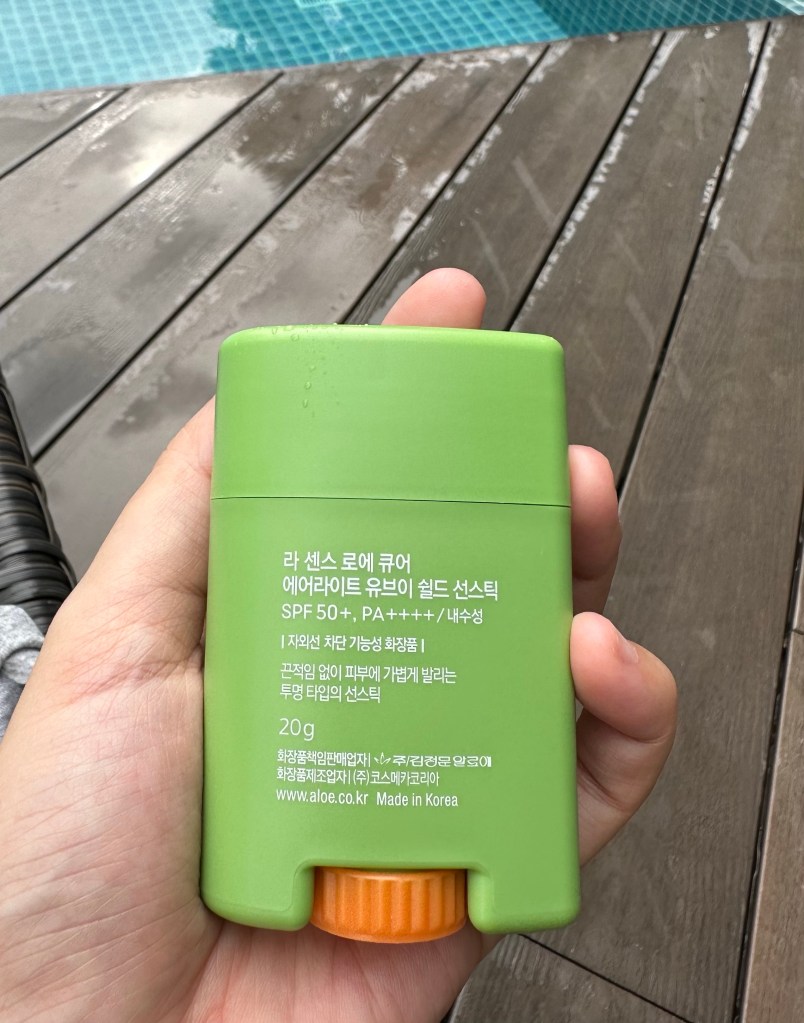 라 센스 로에 큐어
에어라이트 유브이 쉴드 선스틱
SPF 50+, PA++++/내수성
| 자외선 차단 기능성 화장품 |
끈적임 없이 피부에 가볍게 발리는
투명 타입의 선스틱
20g
화장품책임판매업자| 주/김정문알로에
화장품제조업자| (주)코스메카코리아
www.aloe.co.kr Made in Korea